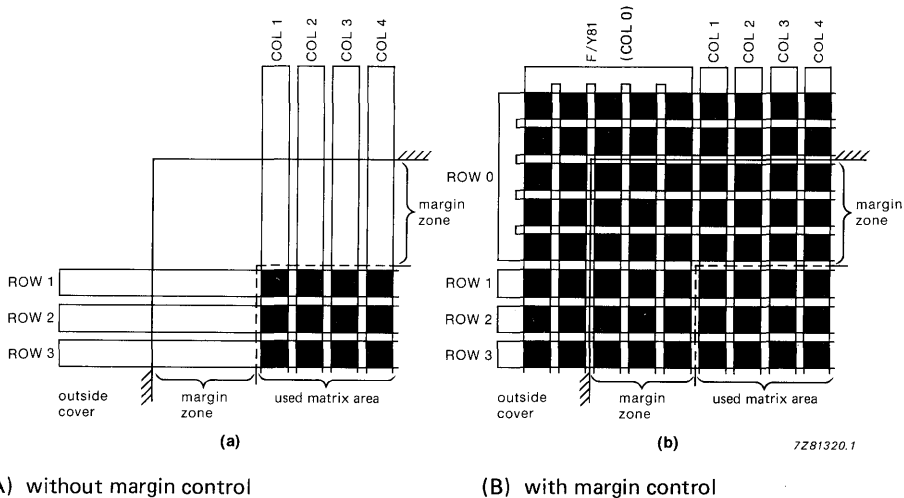 COL 1
COL 2
COL 3
COL 4
margin
zone
ROW 1
ROW 2
ROW 3
outside
cover
margin
zone
used matrix area
(a)
F/Y81
(COL 0)
COL 1
COL 2
COL 3
COL 4
ROW 0
margin
zone
ROW 1
ROW 2
ROW 3
outside
cover
margin
zone
used matrix area
(b)
7Z81320.1
A) without margin control
(B) with margin control